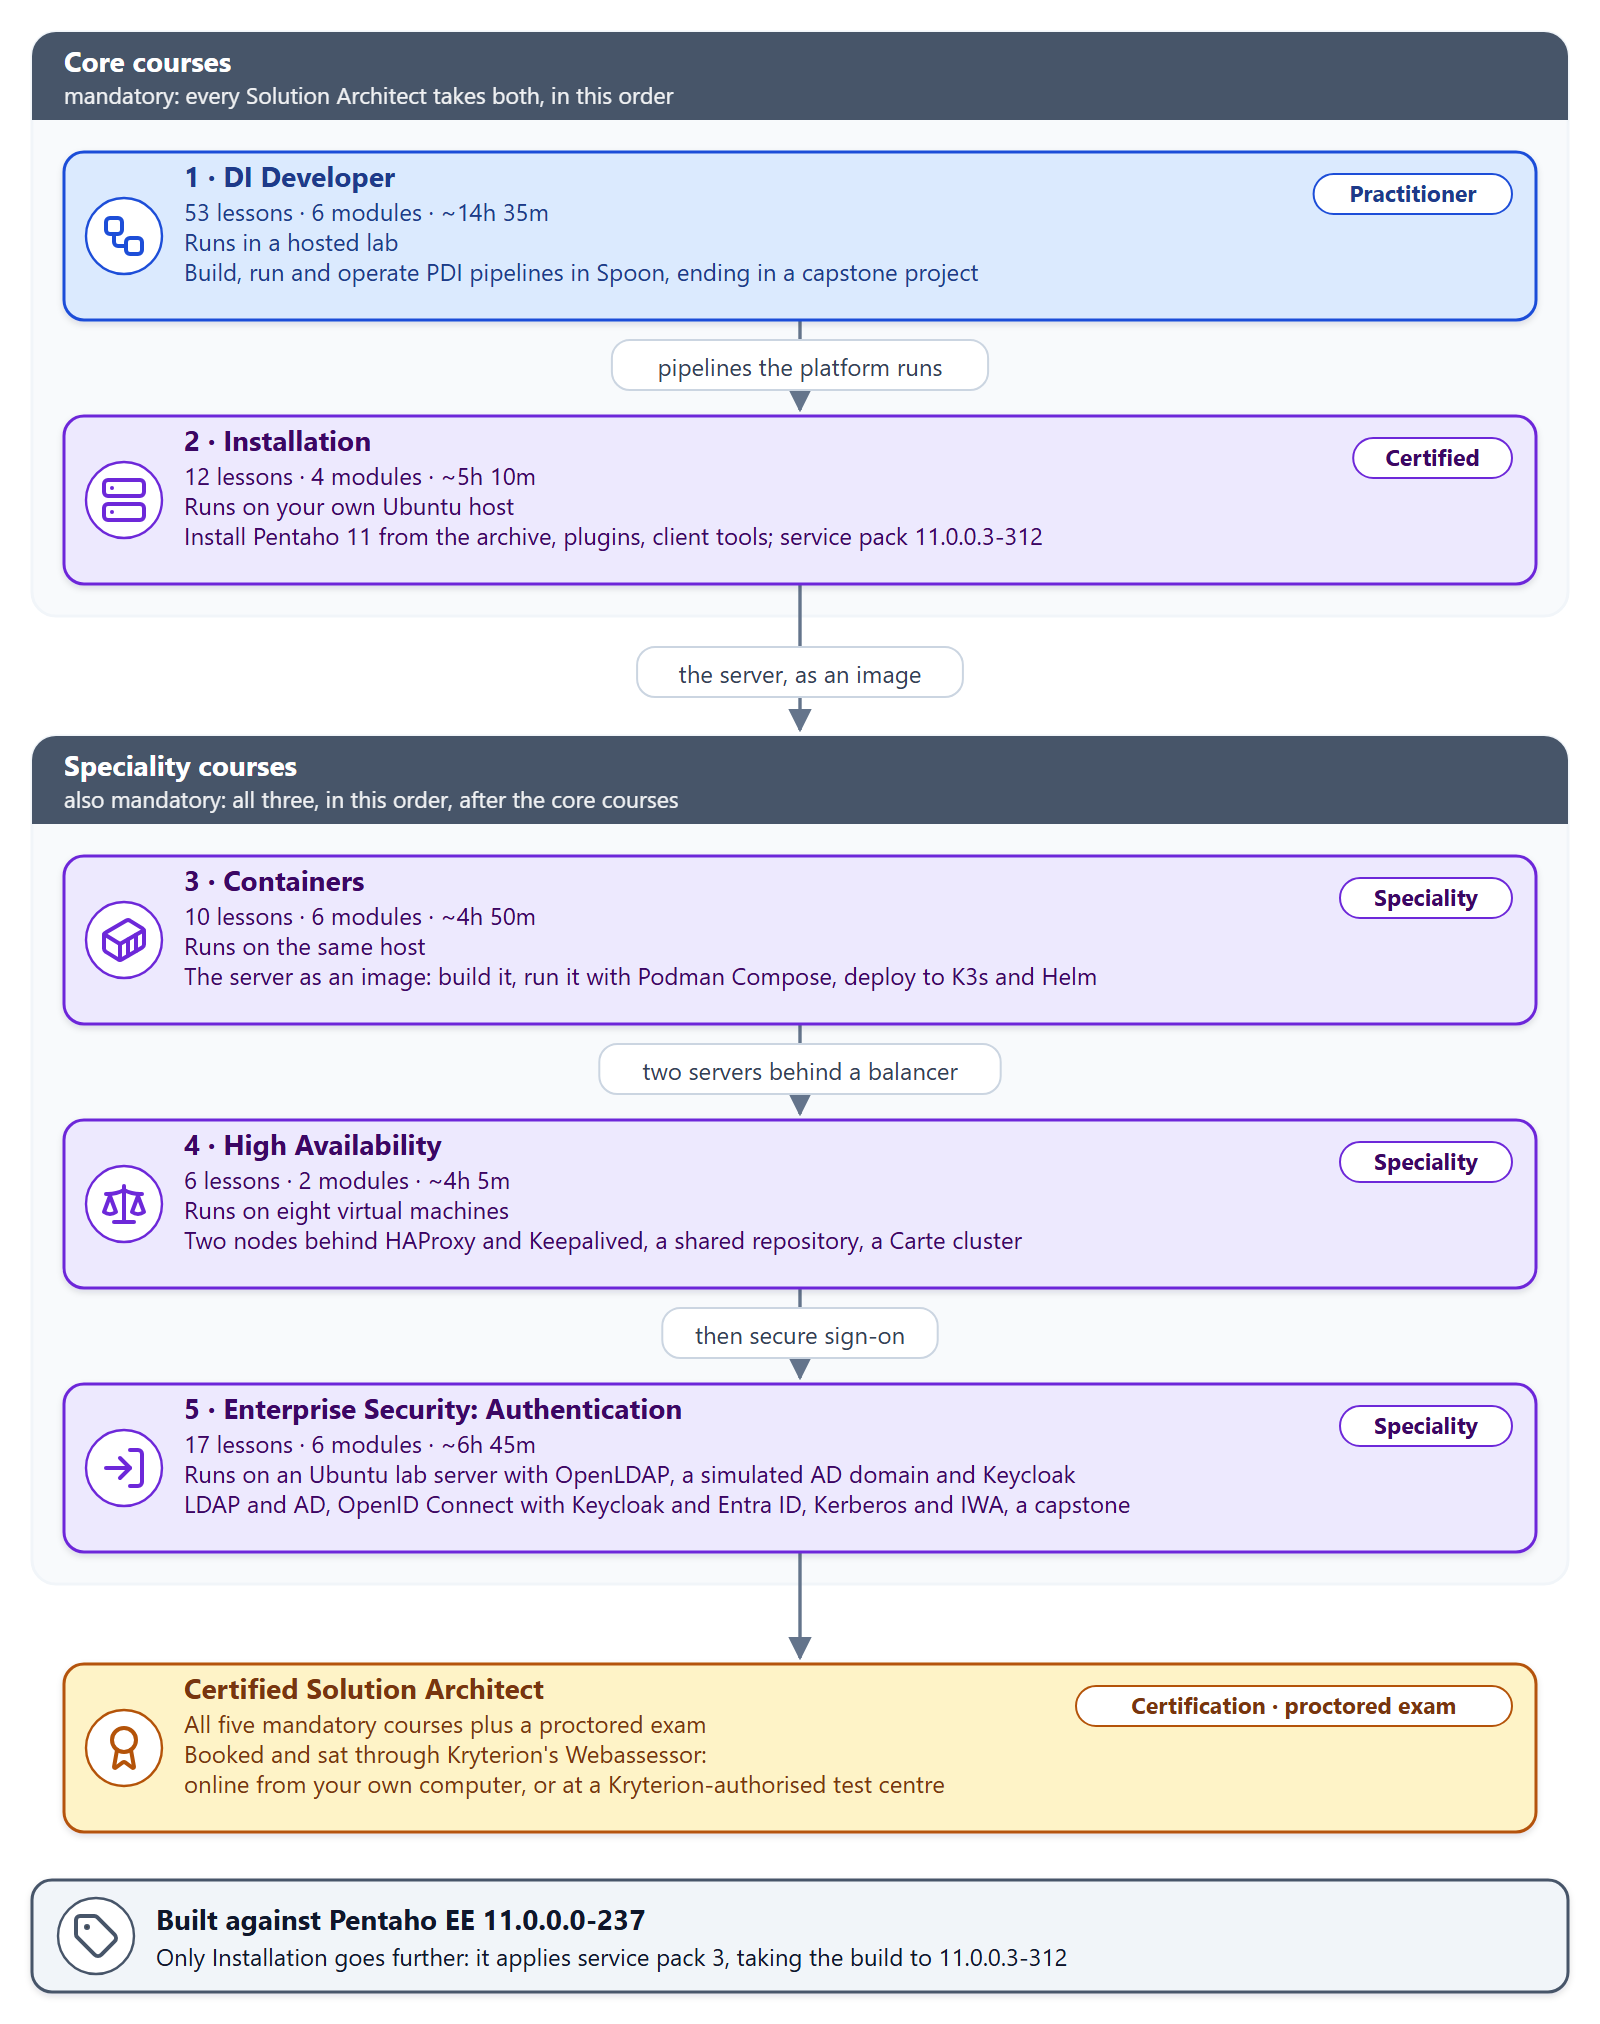 Core courses
mandatory: every Solution Architect takes both, in this order
1 · DI Developer
Practitioner
53 lessons · 6 modules · ~14h 35m
Runs in a hosted lab
Build, run and operate PDI pipelines in Spoon, ending in a capstone project
pipelines the platform runs
2 · Installation
Certified
12 lessons · 4 modules · ~5h 10m
Runs on your own Ubuntu host
Install Pentaho 11 from the archive, plugins, client tools; service pack 11.0.0.3-312
the server, as an image
Speciality courses
also mandatory: all three, in this order, after the core courses
3 · Containers
Speciality
10 lessons · 6 modules · ~4h 50m
Runs on the same host
The server as an image: build it, run it with Podman Compose, deploy to K3s and Helm
two servers behind a balancer
4 · High Availability
Speciality
6 lessons · 2 modules · ~4h 5m
Runs on eight virtual machines
Two nodes behind HAProxy and Keepalived, a shared repository, a Carte cluster
then secure sign-on
5 · Enterprise Security: Authentication
Speciality
17 lessons · 6 modules · ~6h 45m
Runs on an Ubuntu lab server with OpenLDAP, a simulated AD domain and Keycloak
LDAP and AD, OpenID Connect with Keycloak and Entra ID, Kerberos and IWA, a capstone
Certified Solution Architect
Certification · proctored exam
All five mandatory courses plus a proctored exam
Booked and sat through Kryterion's Webassessor:
online from your own computer, or at a Kryterion-authorised test centre
Built against Pentaho EE 11.0.0.0-237
Only Installation goes further: it applies service pack 3, taking the build to 11.0.0.3-312